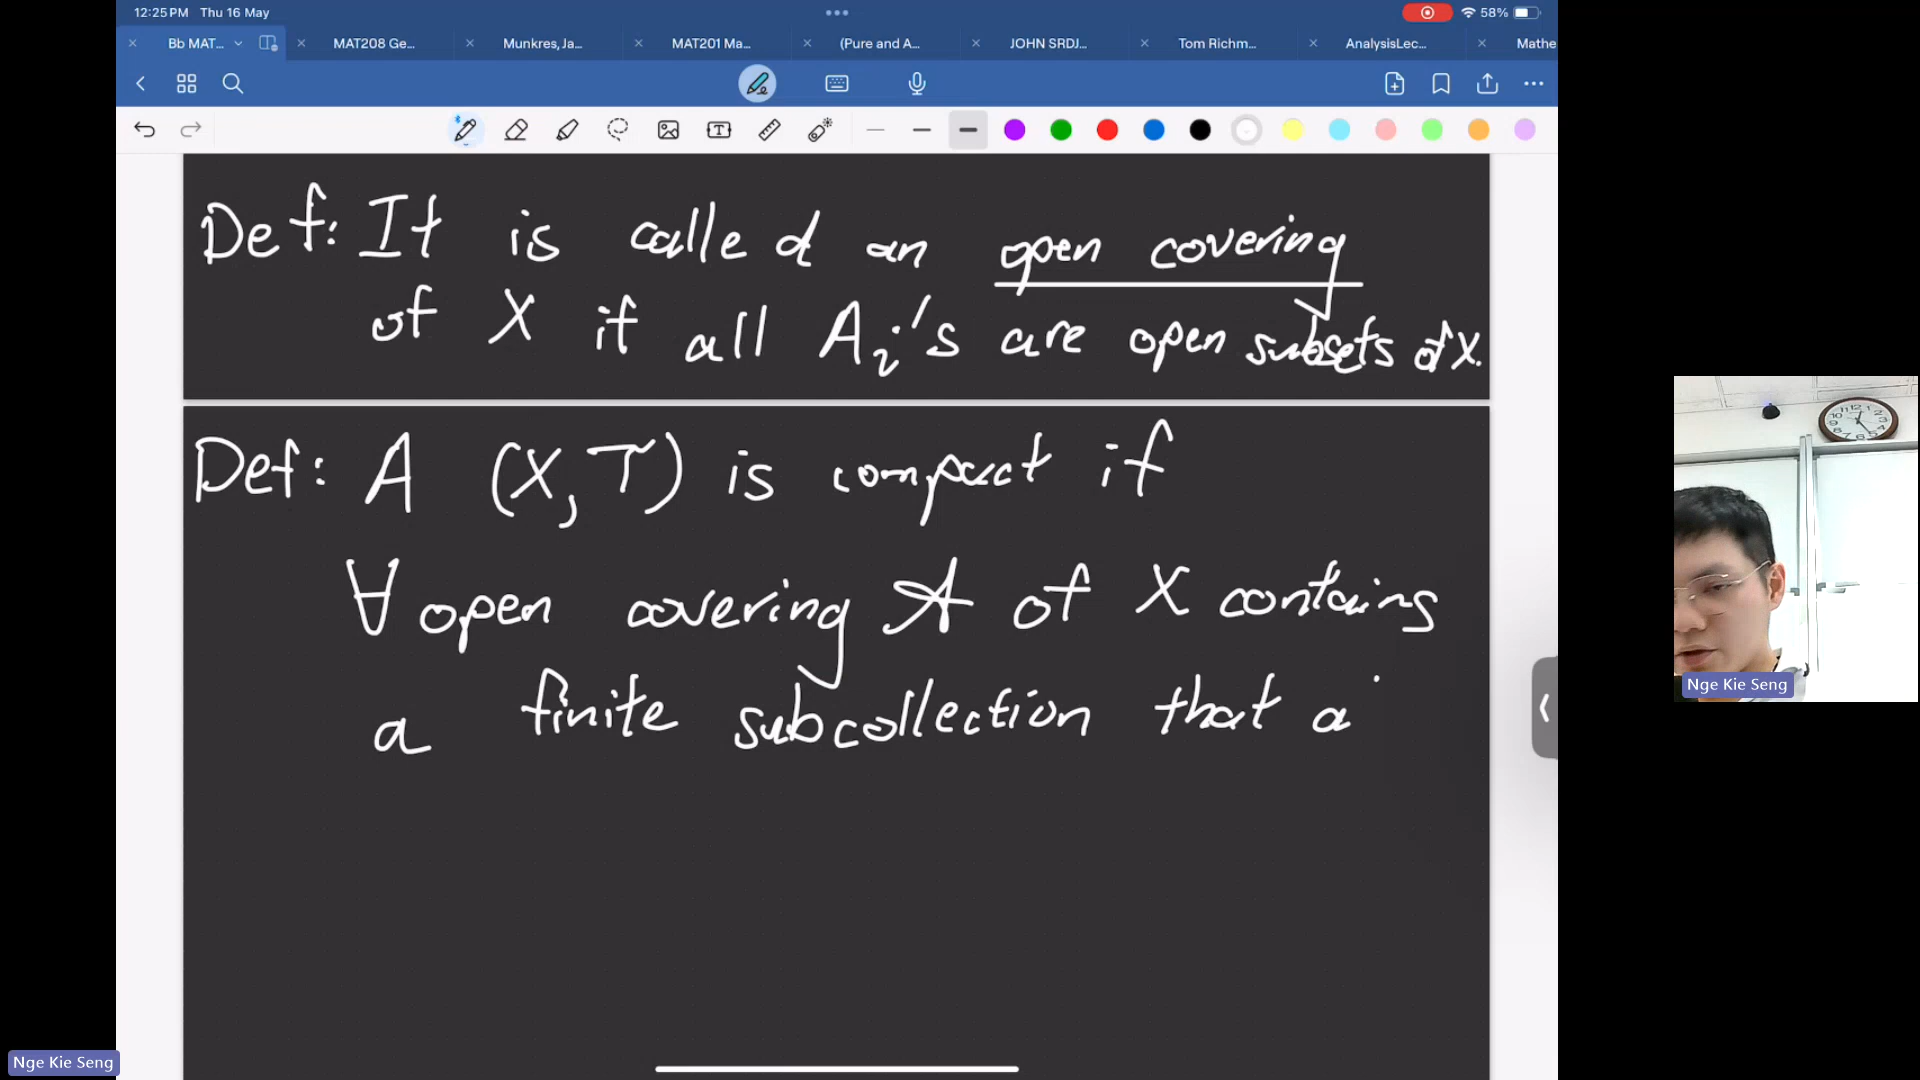 12:25 PM Thu 16 May
58%
Bb MAT...
MAT208 Ge...
Munkres, Ja...
MAT201 Ma...
(Pure and A...
JOHN SRDJ...
Tom Richm...
AnalysisLec...
Mathe
Def: It is called an open covering
of X if all A_i's are open subsets of X.
Def: A (X, T) is compact if
∀ open covering A of X contains
a finite subcollection that a
Nge Kie Seng
Nge Kie Seng